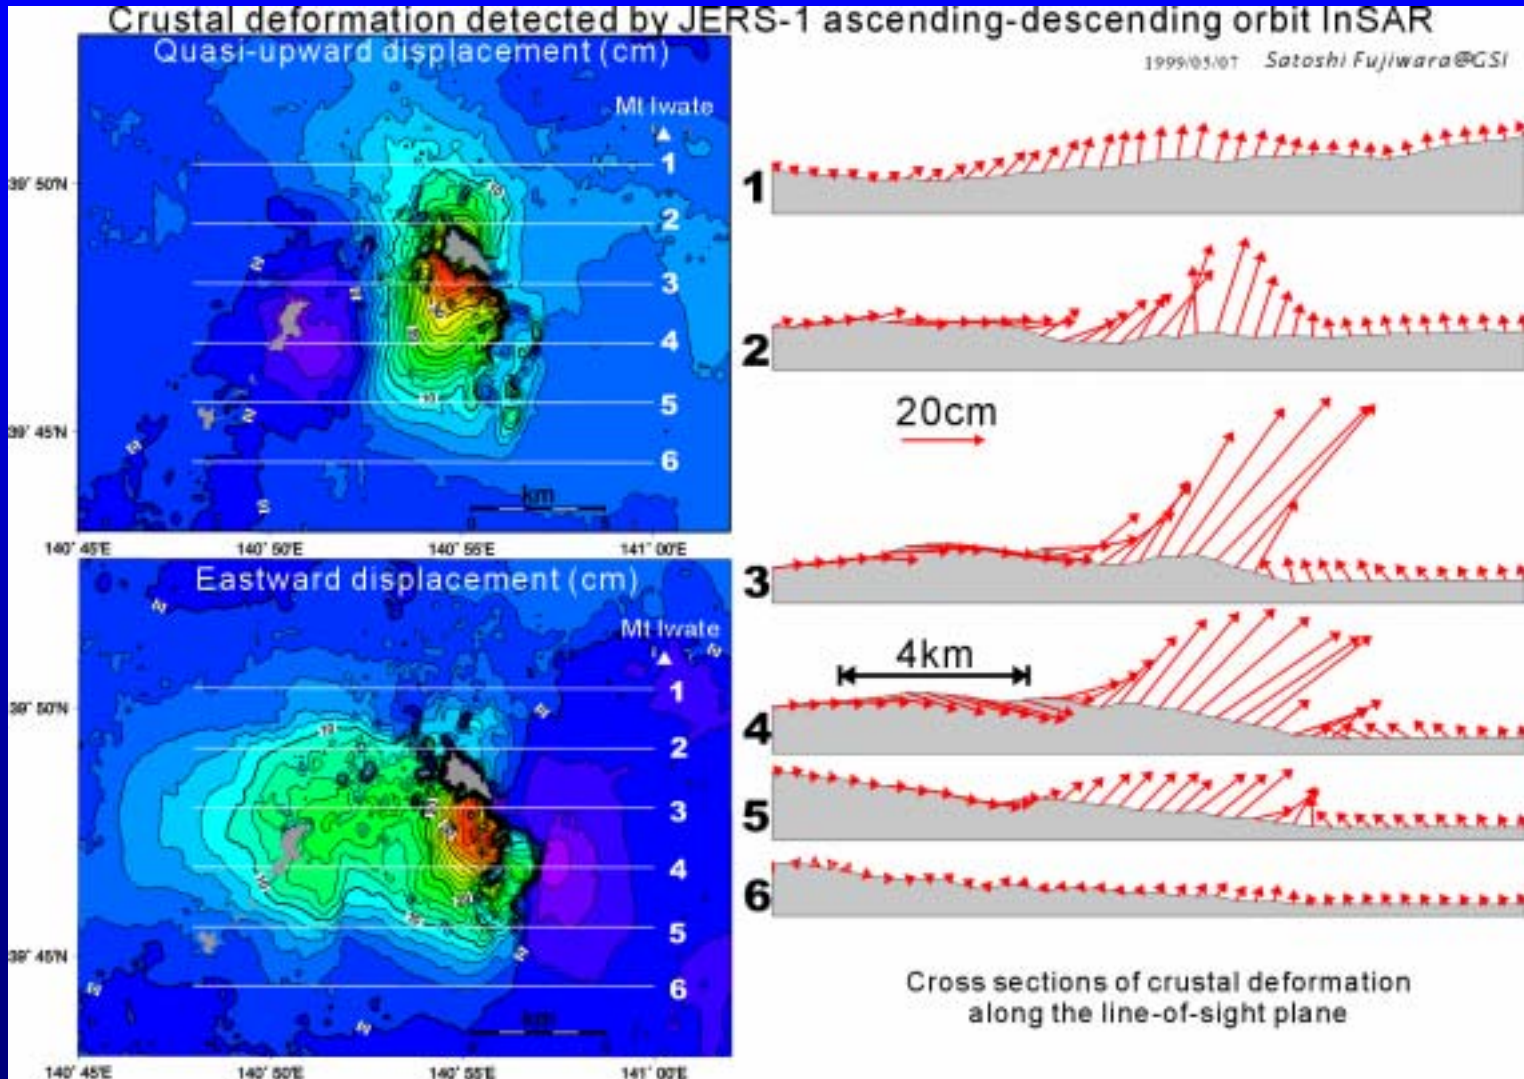 Crustal deformation detected by JERS-1 ascending-descending orbit InSAR
1999/05/07 Satoshi Fujiwara@GSI
Quasi-upward displacement (cm)
Mt Iwate
1
2
3
4
5
6
km
39° 50'N
39° 45'N
140° 45'E 140° 50'E 140° 55'E 141° 00'E
Eastward displacement (cm)
Mt Iwate
1
2
3
4
5
6
km
39° 50'N
39° 45'N
140° 45'E 140° 50'E 140° 55'E 141° 00'E
1
2
20cm
3
4km
4
5
6
Cross sections of crustal deformation
along the line-of-sight plane